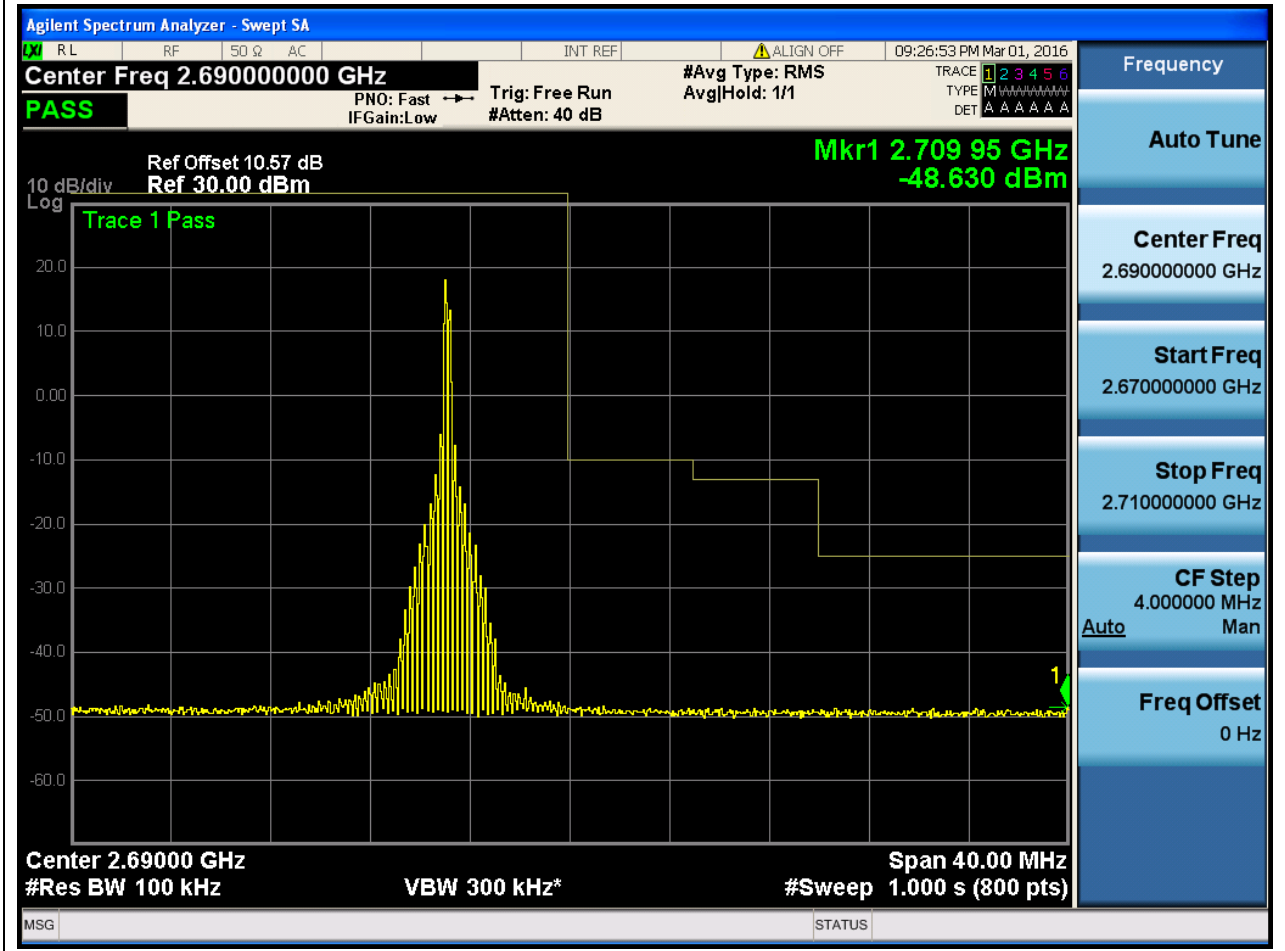 Agilent Spectrum Analyzer - Swept SA
LXI RL RF 50 Ω AC INT REF ALIGN OFF 09:26:53 PM Mar 01, 2016
Center Freq 2.690000000 GHz
PASS
PNO: Fast
IFGain:Low
Trig: Free Run
#Atten: 40 dB
#Avg Type: RMS
Avg|Hold: 1/1
TRACE 1 2 3 4 5 6
TYPE M
DET A A A A A A
Mkr1 2.709 95 GHz
-48.630 dBm
Ref Offset 10.57 dB
10 dB/div Ref 30.00 dBm
Log
Trace 1 Pass
20.0
10.0
0.00
-10.0
-20.0
-30.0
-40.0
-50.0
-60.0
1
Center 2.69000 GHz Span 40.00 MHz
#Res BW 100 kHz VBW 300 kHz* #Sweep 1.000 s (800 pts)
MSG STATUS
Frequency
Auto Tune
Center Freq
2.690000000 GHz
Start Freq
2.670000000 GHz
Stop Freq
2.710000000 GHz
CF Step
4.000000 MHz
Auto Man
Freq Offset
0 Hz